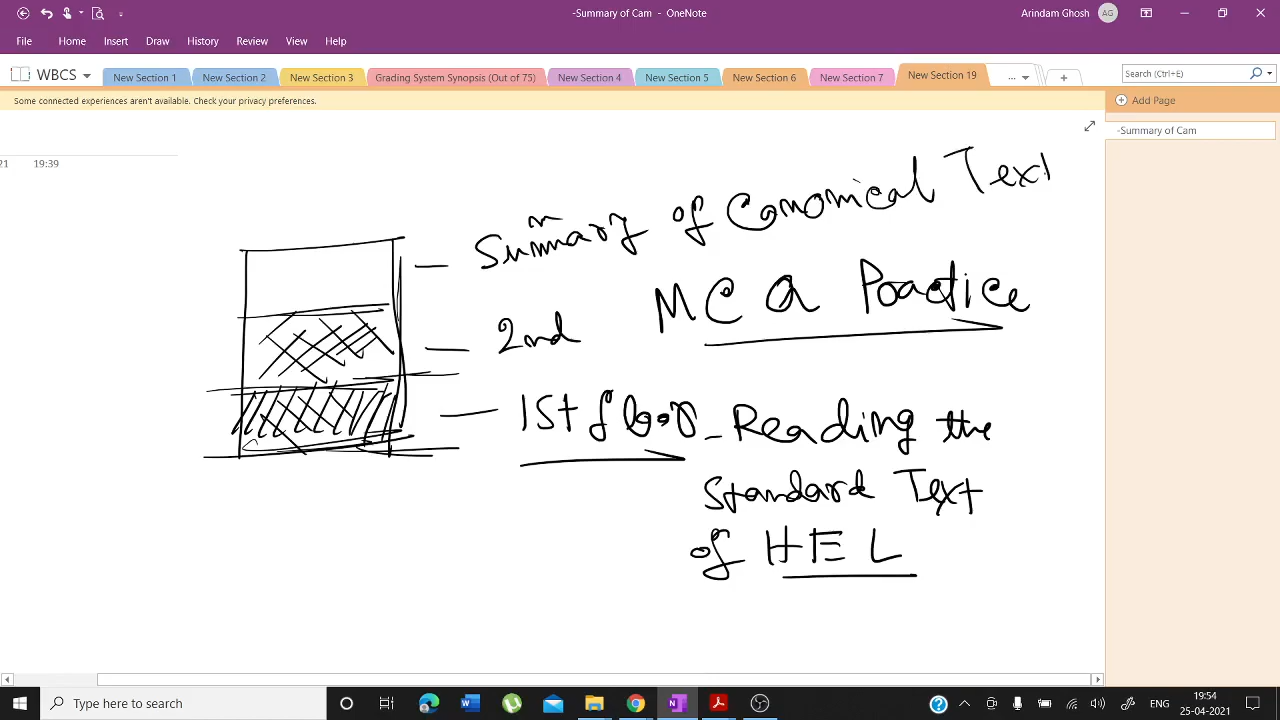 -Summary of Cam - OneNote
Arindam Ghosh
AG
File Home Insert Draw History Review View Help
WBCS
New Section 1
New Section 2
New Section 3
Grading System Synopsis (Out of 75)
New Section 4
New Section 5
New Section 6
New Section 7
New Section 19
...
Search (Ctrl+E)
Some connected experiences aren't available. Check your privacy preferences.
Add Page
-Summary of Cam
21 19:39
Summary of Canonical Text
MCQ Practice
2nd
1st floor - Reading the
Standard Text
of HEL
Type here to search
ENG
19:54
25-04-2021